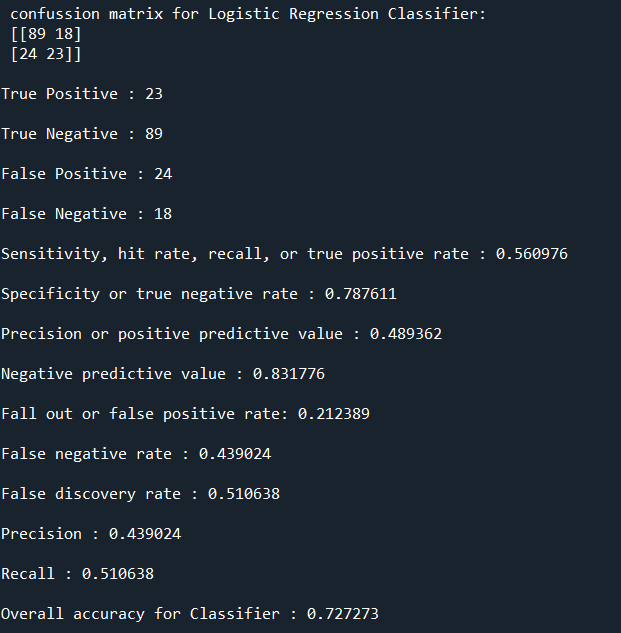 confussion matrix for Logistic Regression Classifier:
[[89 18]
[24 23]]
True Positive : 23
True Negative : 89
False Positive : 24
False Negative : 18
Sensitivity, hit rate, recall, or true positive rate : 0.560976
Specificity or true negative rate : 0.787611
Precision or positive predictive value : 0.489362
Negative predictive value : 0.831776
Fall out or false positive rate: 0.212389
False negative rate : 0.439024
False discovery rate : 0.510638
Precision : 0.439024
Recall : 0.510638
Overall accuracy for Classifier : 0.727273